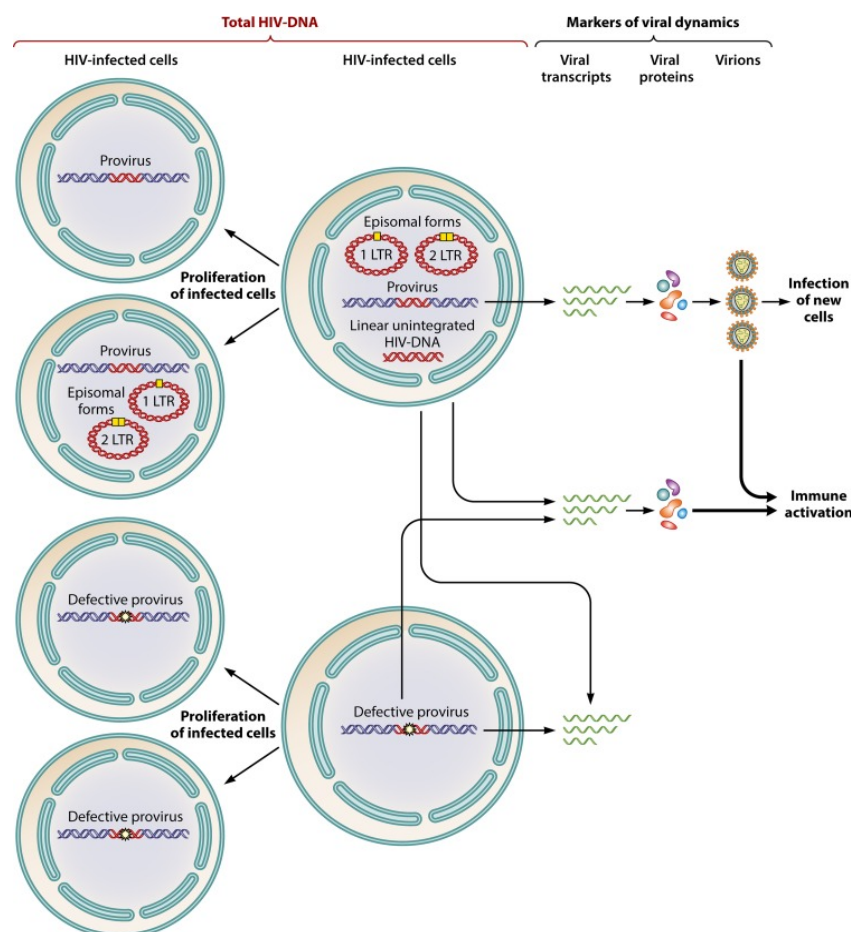 Total HIV-DNA
Markers of viral dynamics
HIV-infected cells
HIV-infected cells
Viral
transcripts
Viral
proteins
Virions
Provirus
Episomal forms
1 LTR
2 LTR
Provirus
Linear unintegrated
HIV-DNA
Proliferation
of infected cells
Infection
of new
cells
Provirus
Episomal
forms
1 LTR
2 LTR
Immune
activation
Defective provirus
Proliferation
of infected cells
Defective provirus
Defective provirus